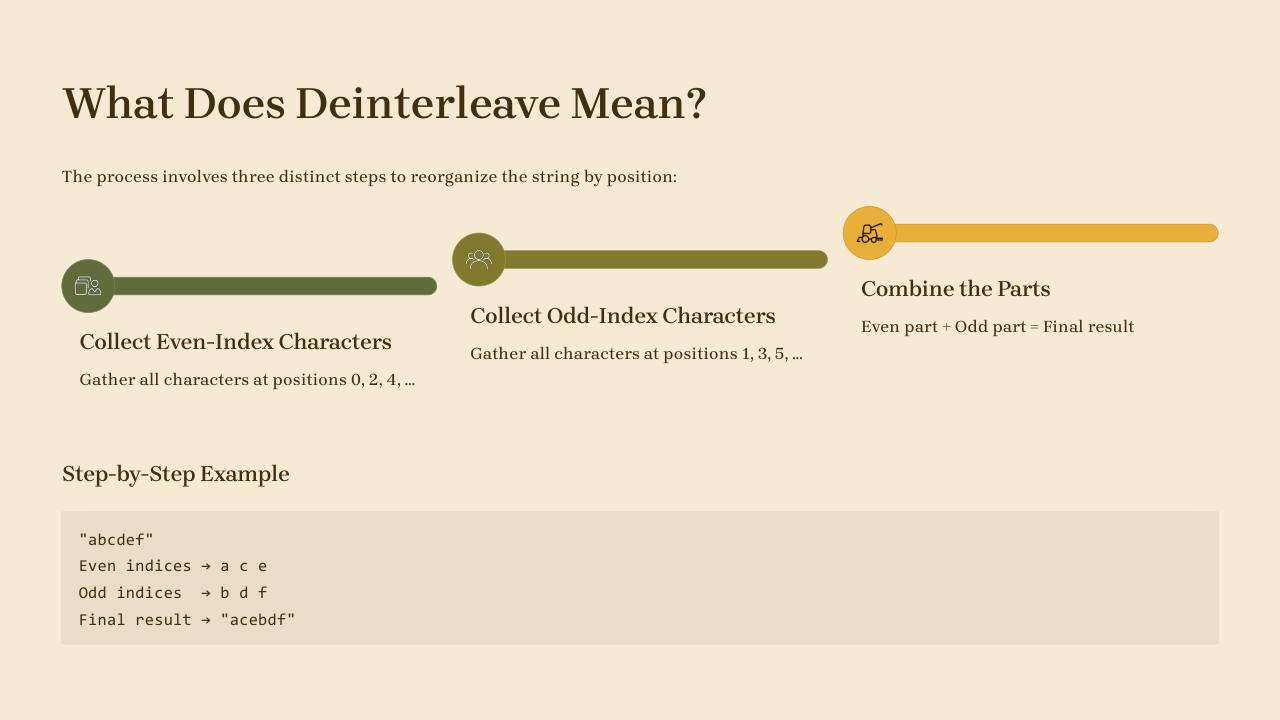 What Does Deinterleave Mean?
The process involves three distinct steps to reorganize the string by position:
Collect Even-Index Characters
Gather all characters at positions 0, 2, 4, ...
Collect Odd-Index Characters
Gather all characters at positions 1, 3, 5, ...
Combine the Parts
Even part + Odd part = Final result
Step-by-Step Example
"abcdef"
Even indices → a c e
Odd indices  → b d f
Final result → "acebdf"